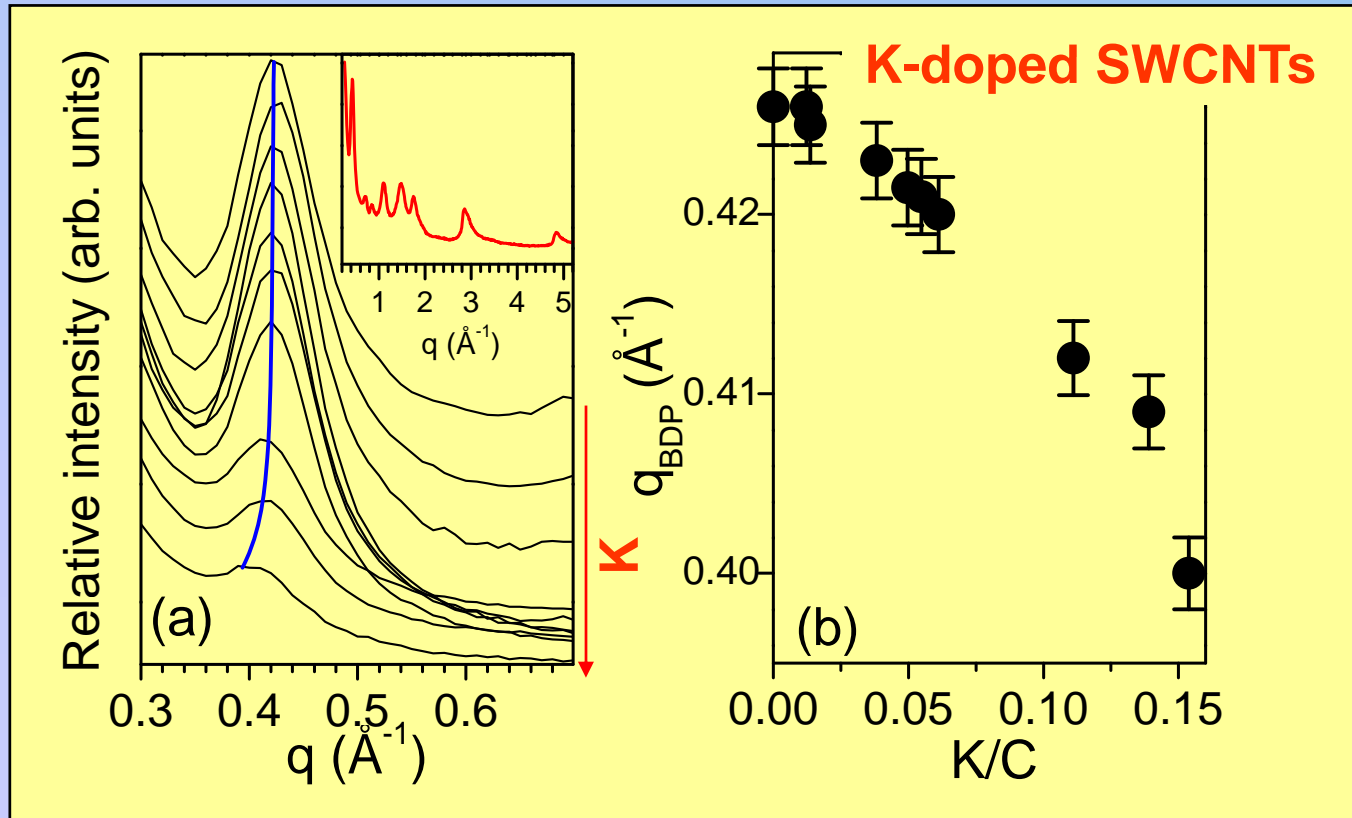 K-doped SWCNTs
Relative intensity (arb. units)
(a)
0.3 0.4 0.5 0.6
q (Å-1)
1 2 3 4 5
q (Å-1)
K
qBDP (Å-1)
0.42
0.41
0.40
(b)
0.00 0.05 0.10 0.15
K/C